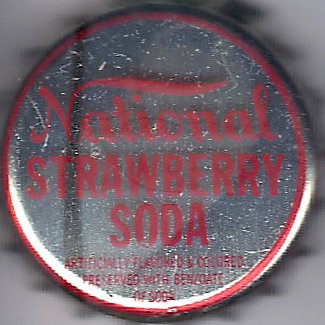 National
STRAWBERRY
SODA
ARTIFICIALLY FLAVORED & COLORED
PRESERVED WITH BENZOATE
OF SODA